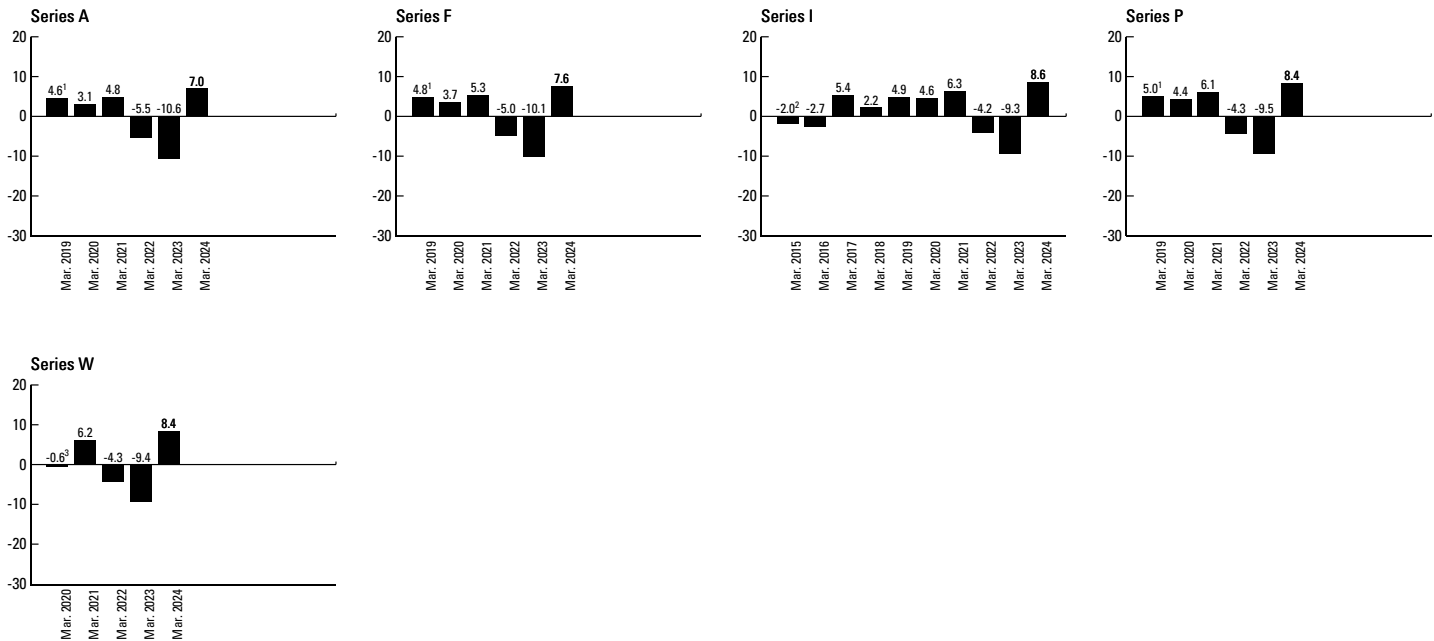 Series A
20
10
0
-10
-20
-30
4.6¹
3.1
4.8
-5.5
-10.6
7.0
Mar. 2019
Mar. 2020
Mar. 2021
Mar. 2022
Mar. 2023
Mar. 2024
Series F
20
10
0
-10
-20
-30
4.8¹
3.7
5.3
-5.0
-10.1
7.6
Mar. 2019
Mar. 2020
Mar. 2021
Mar. 2022
Mar. 2023
Mar. 2024
Series I
20
10
0
-10
-20
-30
-2.0²
-2.7
5.4
2.2
4.9
4.6
6.3
-4.2
-9.3
8.6
Mar. 2015
Mar. 2016
Mar. 2017
Mar. 2018
Mar. 2019
Mar. 2020
Mar. 2021
Mar. 2022
Mar. 2023
Mar. 2024
Series P
20
10
0
-10
-20
-30
5.0¹
4.4
6.1
-4.3
-9.5
8.4
Mar. 2019
Mar. 2020
Mar. 2021
Mar. 2022
Mar. 2023
Mar. 2024
Series W
20
10
0
-10
-20
-30
-0.6³
6.2
-4.3
-9.4
8.4
Mar. 2020
Mar. 2021
Mar. 2022
Mar. 2023
Mar. 2024